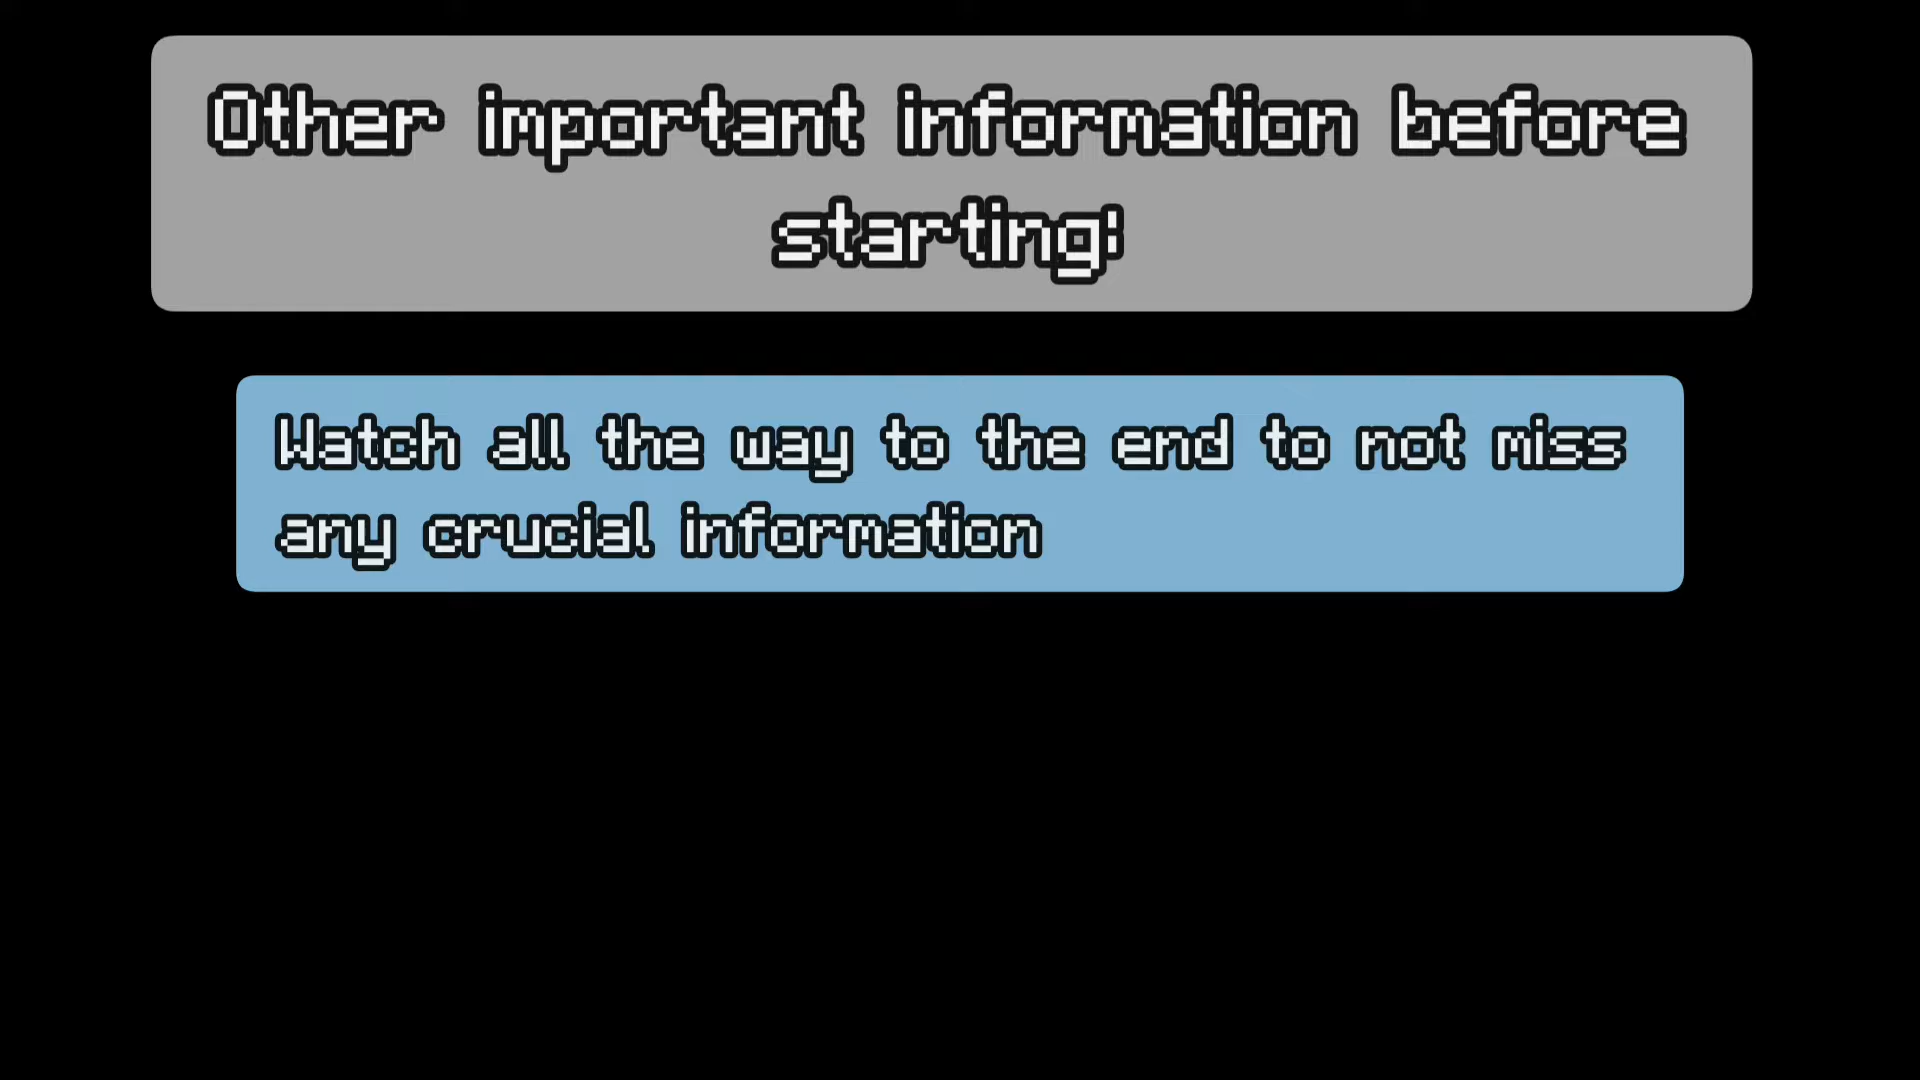 Other important information before
starting:
Watch all the way to the end to not miss
any crucial information